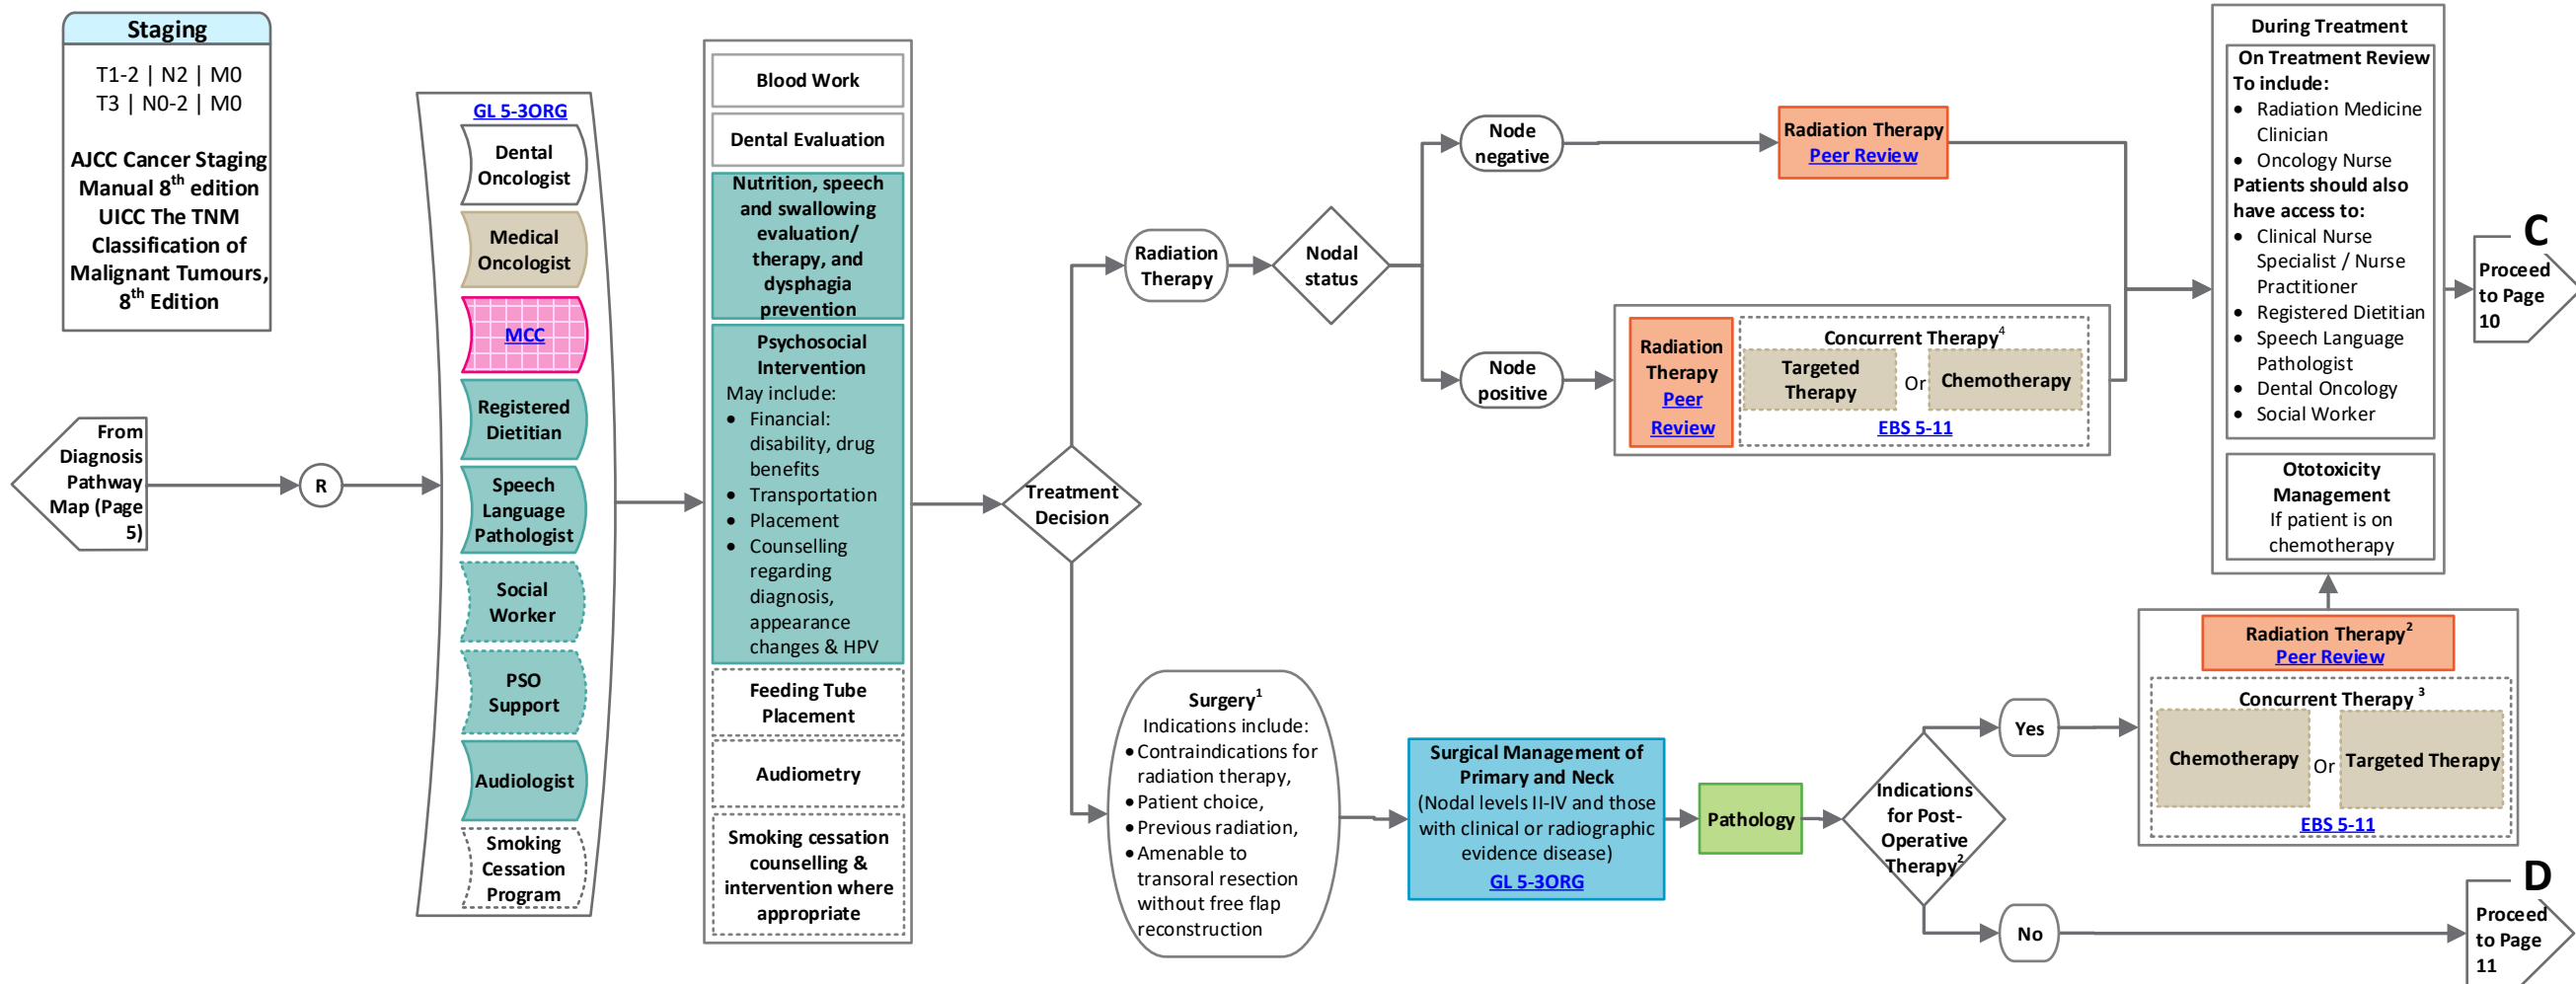 Staging
T1-2 | N2 | M0
T3 | N0-2 | M0
AJCC Cancer Staging
Manual 8th edition
UICC The TNM
Classification of
Malignant Tumours,
8th Edition
From
Diagnosis
Pathway
Map (Page
5)
R
GL 5-3ORG
Dental
Oncologist
Medical
Oncologist
MCC
Registered
Dietitian
Speech
Language
Pathologist
Social
Worker
PSO
Support
Audiologist
Smoking
Cessation
Program
Blood Work
Dental Evaluation
Nutrition, speech
and swallowing
evaluation/
therapy, and
dysphagia
prevention
Psychosocial
Intervention
May include:
• Financial:
disability, drug
benefits
• Transportation
• Placement
• Counselling
regarding
diagnosis,
appearance
changes & HPV
Feeding Tube
Placement
Audiometry
Smoking cessation
counselling &
intervention where
appropriate
Treatment
Decision
Radiation
Therapy
Nodal
status
Node
negative
Radiation Therapy
Peer Review
Node
positive
Radiation
Therapy
Peer
Review
Concurrent Therapy4
Targeted
Therapy
Or
Chemotherapy
EBS 5-11
Surgery1
Indications include:
• Contraindications for
radiation therapy,
• Patient choice,
• Previous radiation,
• Amenable to
transoral resection
without free flap
reconstruction
Surgical Management of
Primary and Neck
(Nodal levels II-IV and those
with clinical or radiographic
evidence disease)
GL 5-3ORG
Pathology
Indications
for Post-
Operative
Therapy2
Yes
No
Radiation Therapy2
Peer Review
Concurrent Therapy 3
Chemotherapy
Or
Targeted Therapy
EBS 5-11
During Treatment
On Treatment Review
To include:
• Radiation Medicine
Clinician
• Oncology Nurse
Patients should also
have access to:
• Clinical Nurse
Specialist / Nurse
Practitioner
• Registered Dietitian
• Speech Language
Pathologist
• Dental Oncology
• Social Worker
Ototoxicity
Management
If patient is on
chemotherapy
C
Proceed
to Page
10
D
Proceed
to Page
11